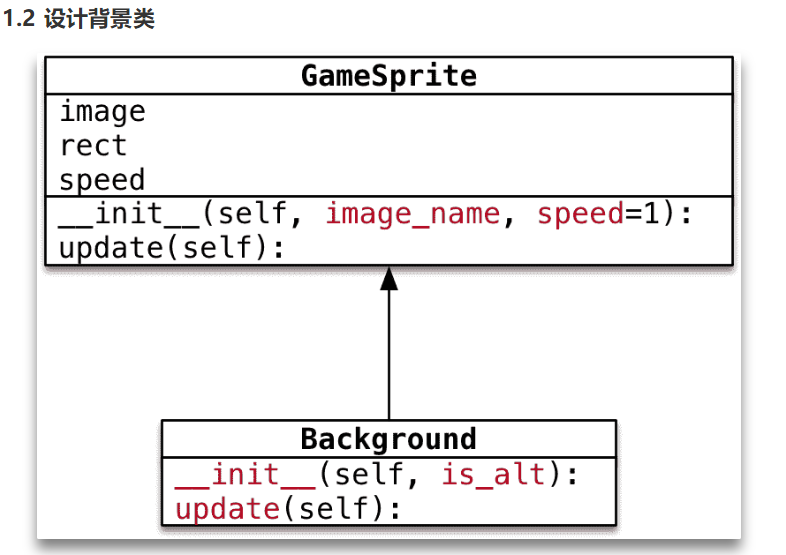 1.2 设计背景类
GameSprite
image
rect
speed
__init__(self, image_name, speed=1):
update(self):
Background
__init__(self, is_alt):
update(self):